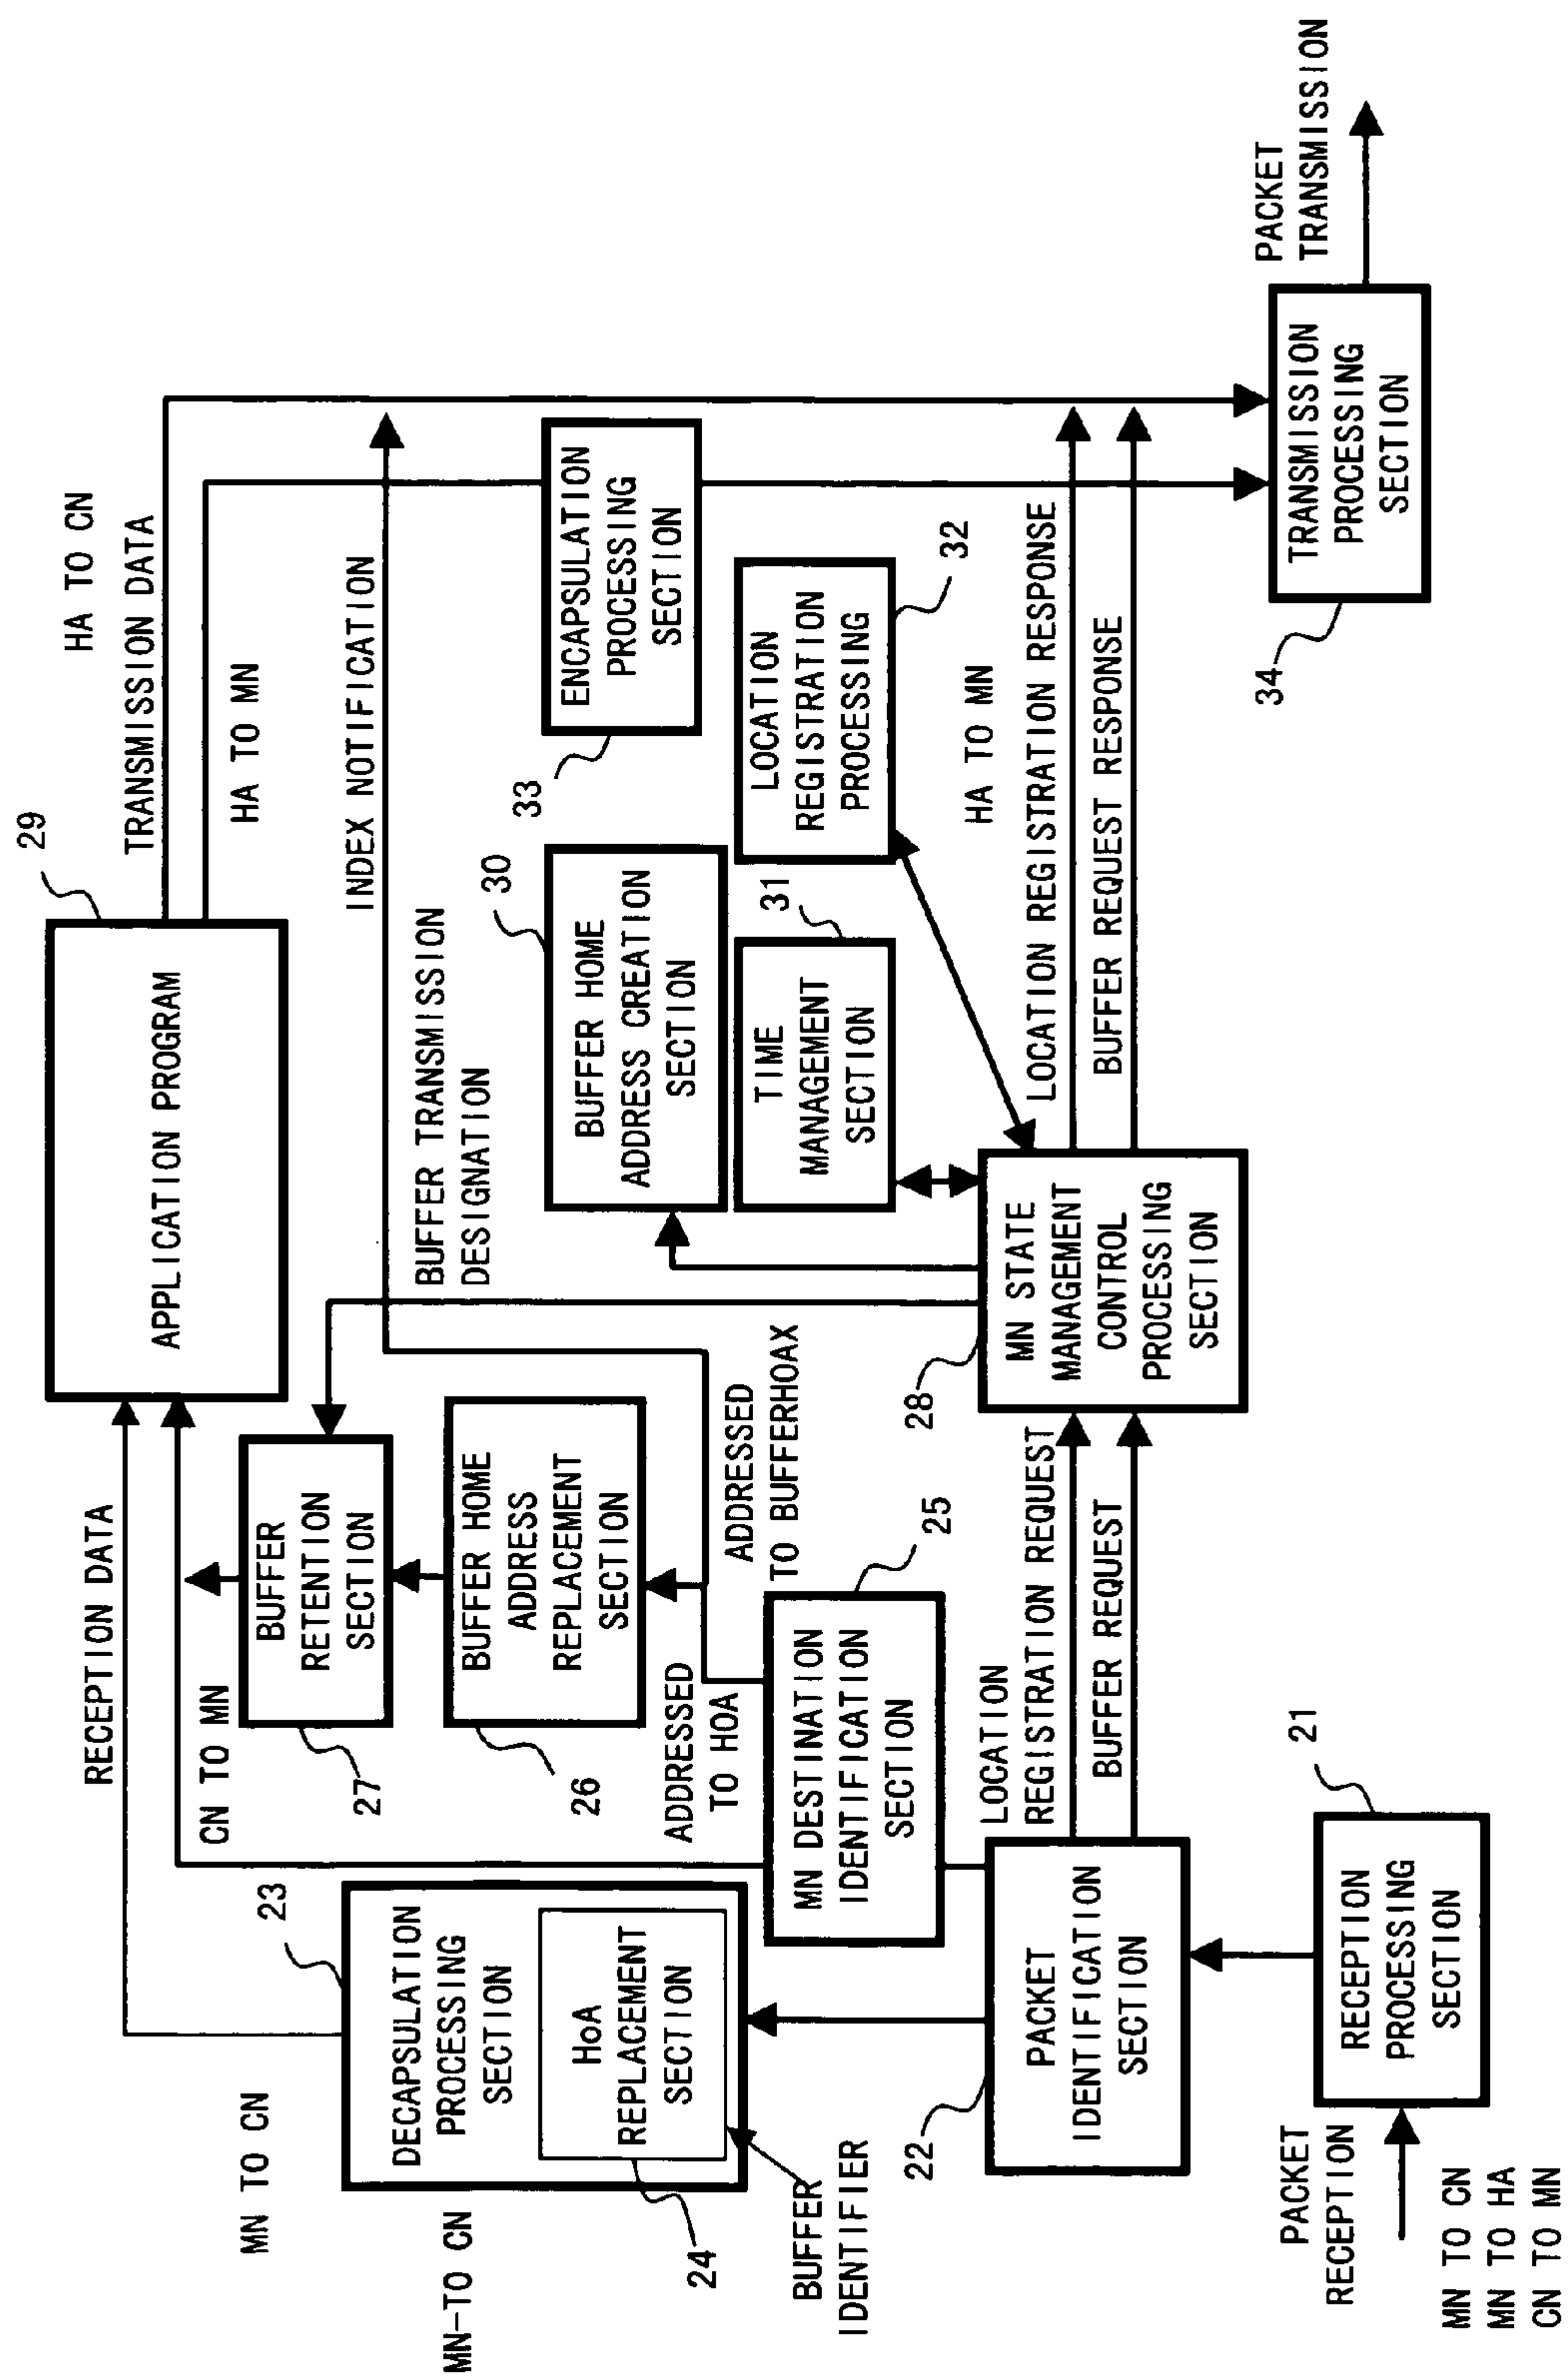 HA TO CN
TRANSMISSION DATA
HA TO MN
29
APPLICATION PROGRAM
RECEPTION DATA
CN TO MN
MN TO CN
INDEX NOTIFICATION
BUFFER TRANSMISSION
DESIGNATION
BUFFER
RETENTION
SECTION
27
BUFFER HOME
ADDRESS
REPLACEMENT
SECTION
26
23
DECAPSULATION
PROCESSING
SECTION
HoA
REPLACEMENT
SECTION
24
MN-TO CN
BUFFER
IDENTIFIER
ADDRESSED
TO HOA
ADDRESSED
TO BUFFERHOAX
25
MN DESTINATION
IDENTIFICATION
SECTION
30
BUFFER HOME
ADDRESS CREATION
SECTION
31
TIME
MANAGEMENT
SECTION
33
ENCAPSULATION
PROCESSING
SECTION
32
LOCATION
REGISTRATION
PROCESSING
HA TO MN
LOCATION REGISTRATION RESPONSE
BUFFER REQUEST RESPONSE
28
MN STATE
MANAGEMENT
CONTROL
PROCESSING
SECTION
LOCATION
REGISTRATION REQUEST
BUFFER REQUEST
22
PACKET
IDENTIFICATION
SECTION
21
RECEPTION
PROCESSING
SECTION
PACKET
RECEPTION
MN TO CN
MN TO HA
CN TO MN
34
TRANSMISSION
PROCESSING
SECTION
PACKET
TRANSMISSION